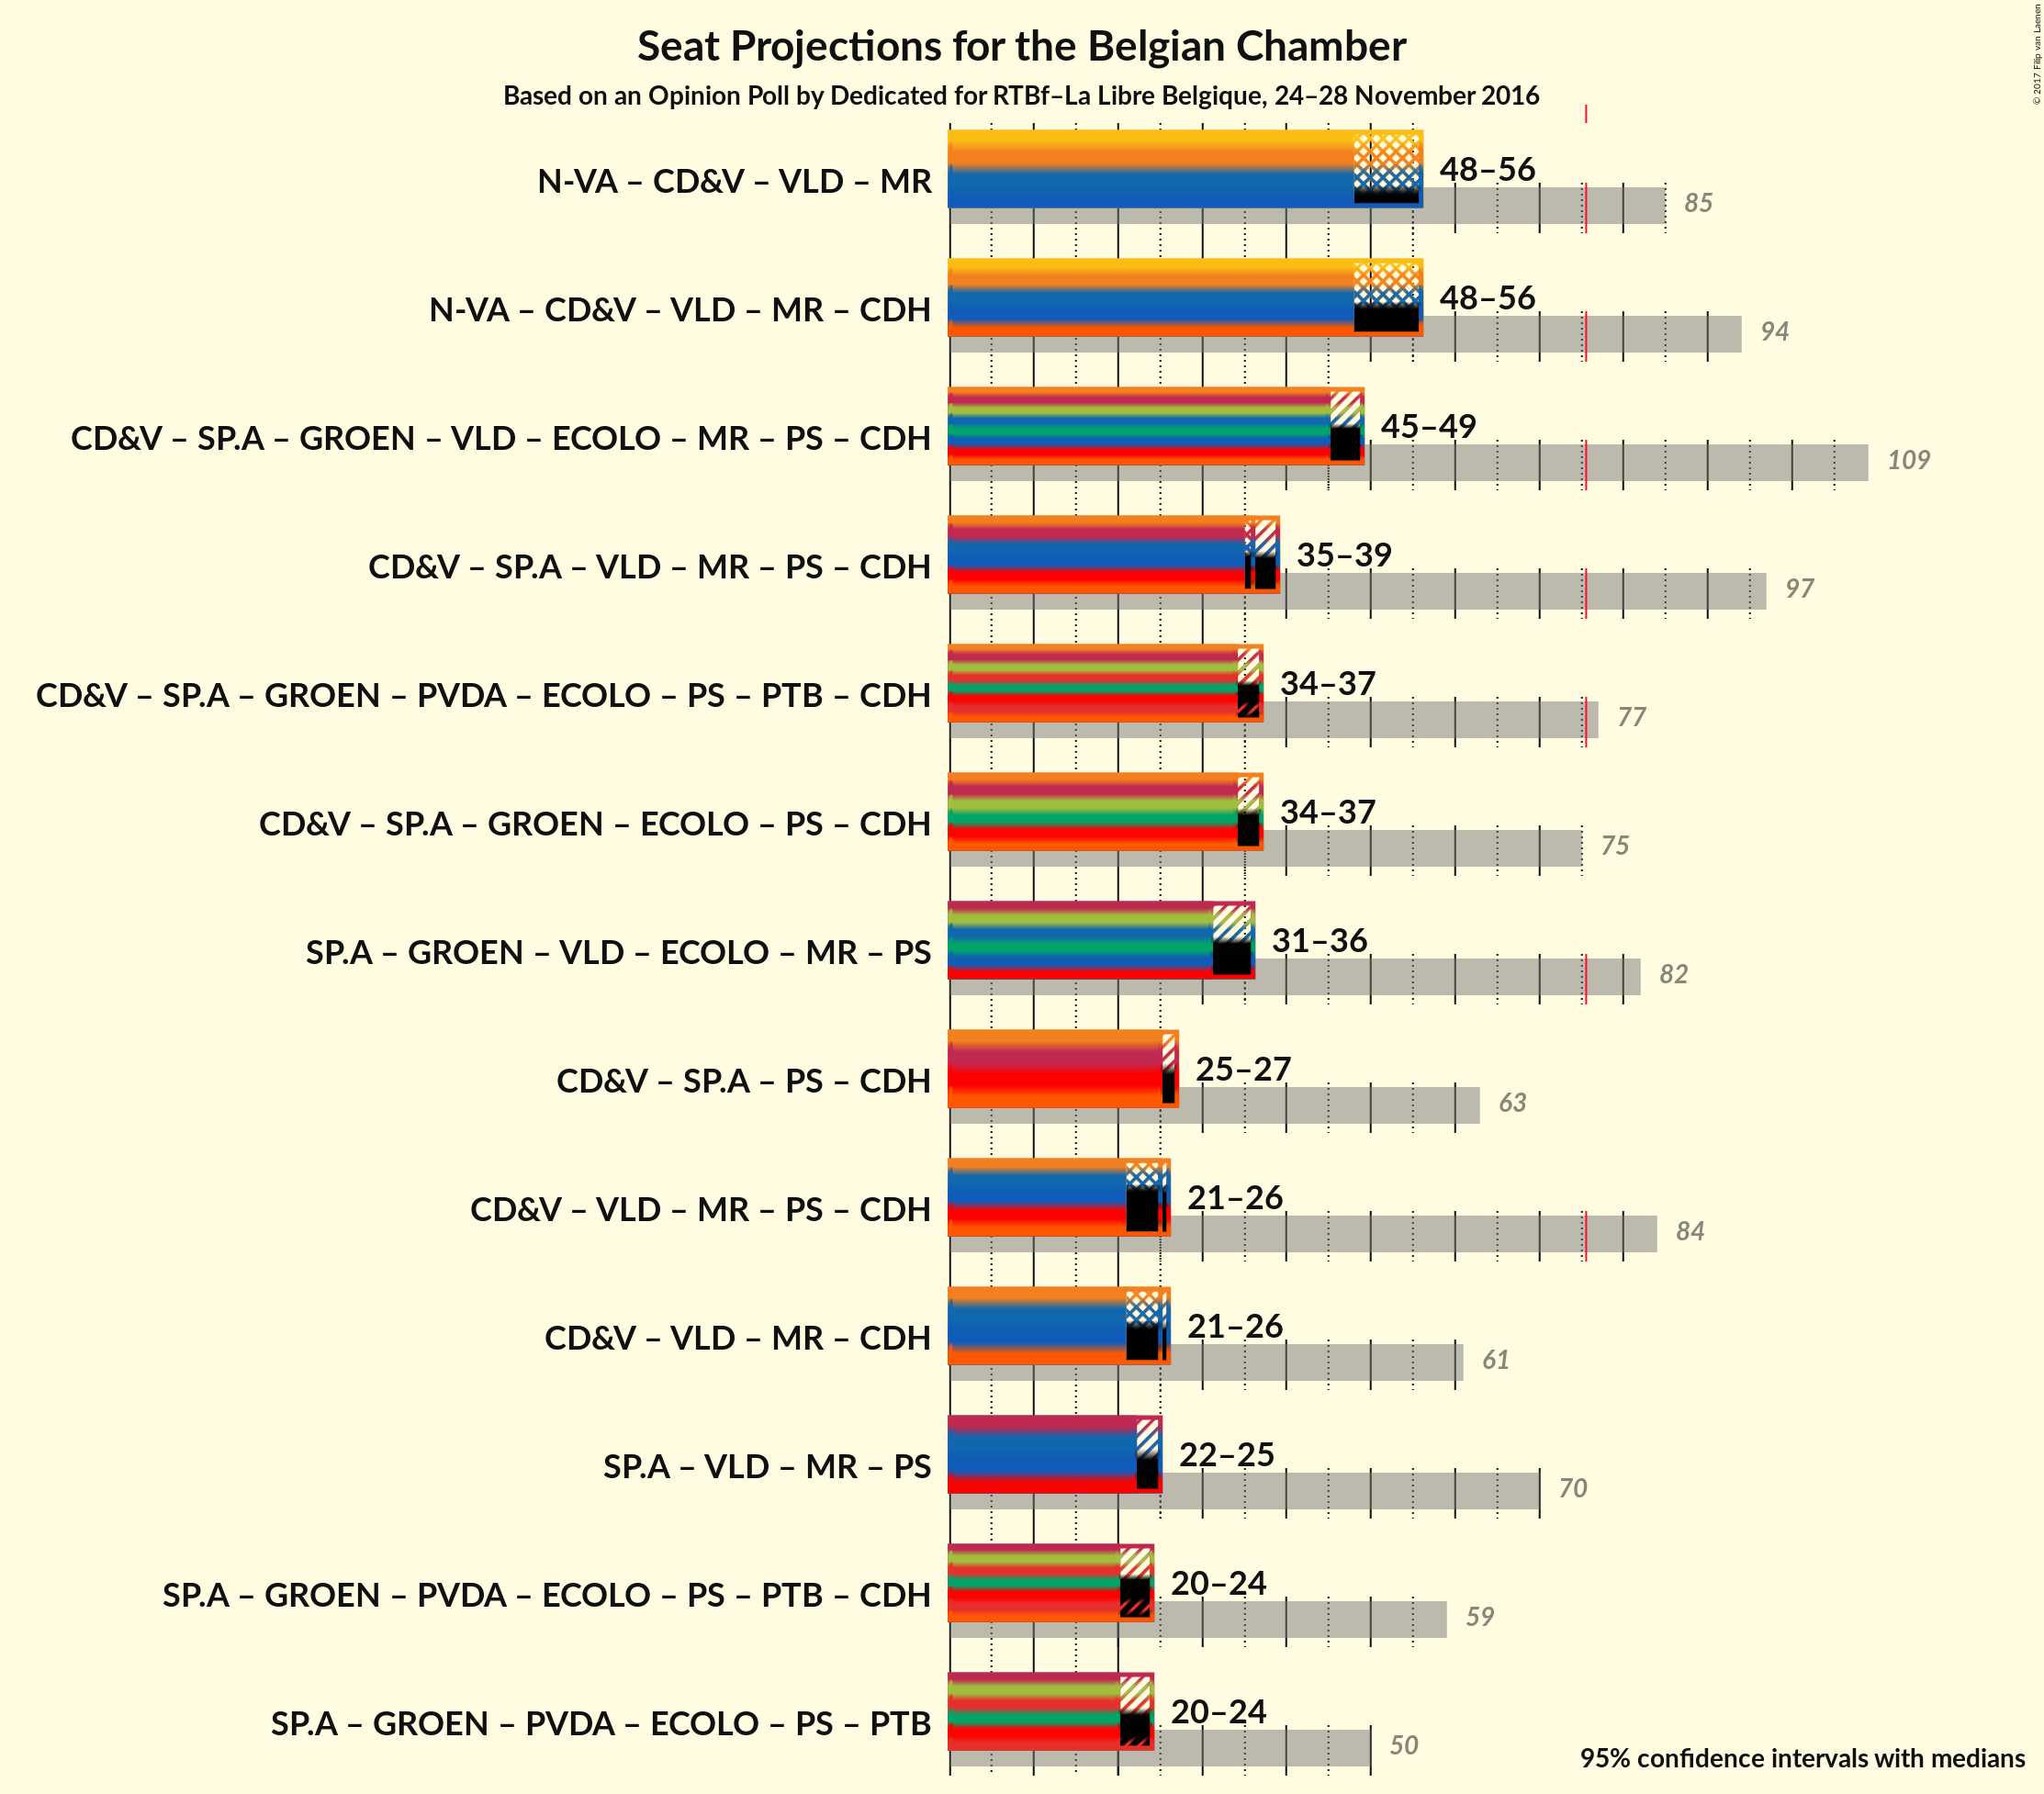 Seat Projections for the Belgian Chamber
Based on an Opinion Poll by Dedicated for RTBf–La Libre Belgique, 24–28 November 2016
© 2017 Filip van Laenen
N-VA – CD&V – VLD – MR
48–56
85
N-VA – CD&V – VLD – MR – CDH
48–56
94
CD&V – SP.A – GROEN – VLD – ECOLO – MR – PS – CDH
45–49
109
CD&V – SP.A – VLD – MR – PS – CDH
35–39
97
CD&V – SP.A – GROEN – PVDA – ECOLO – PS – PTB – CDH
34–37
77
CD&V – SP.A – GROEN – ECOLO – PS – CDH
34–37
75
SP.A – GROEN – VLD – ECOLO – MR – PS
31–36
82
CD&V – SP.A – PS – CDH
25–27
63
CD&V – VLD – MR – PS – CDH
21–26
84
CD&V – VLD – MR – CDH
21–26
61
SP.A – VLD – MR – PS
22–25
70
SP.A – GROEN – PVDA – ECOLO – PS – PTB – CDH
20–24
59
SP.A – GROEN – PVDA – ECOLO – PS – PTB
20–24
50
95% confidence intervals with medians